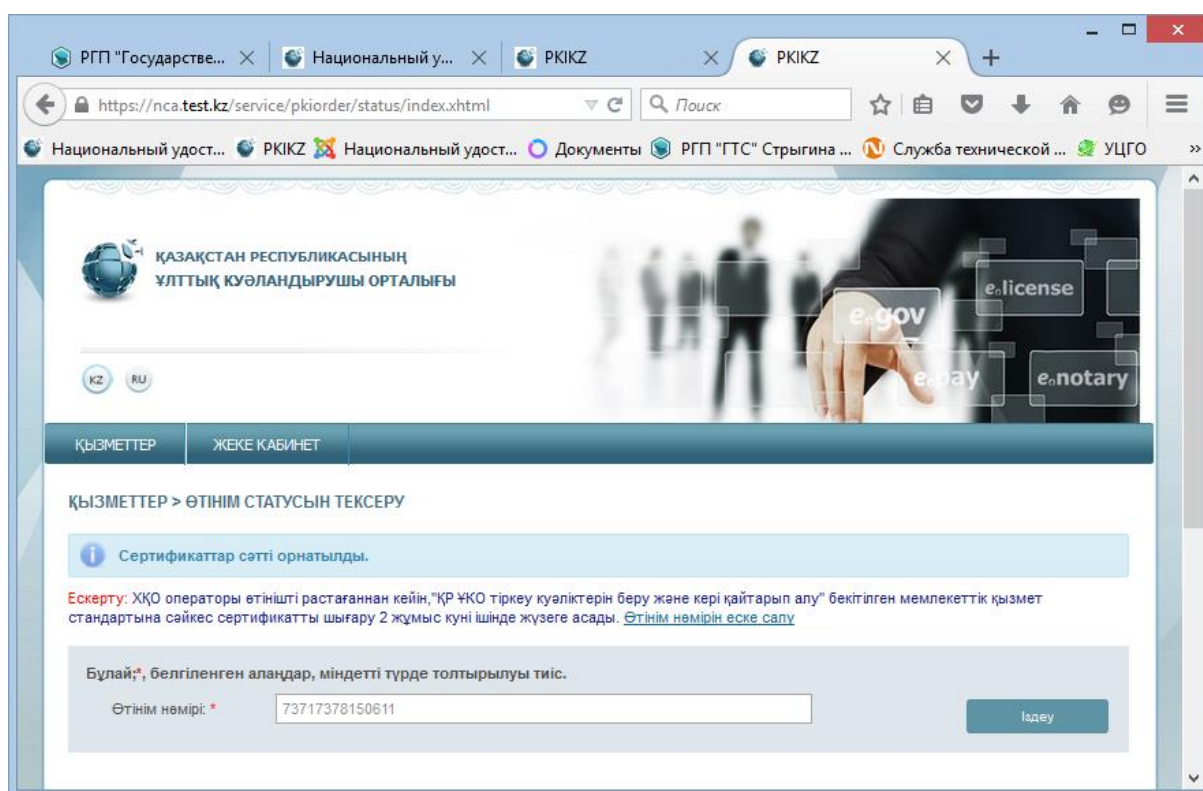 РГП "Государстве...
Национальный у...
PKIKZ
PKIKZ
https://nca.test.kz/service/pkiorder/status/index.xhtml
Поиск
Национальный удост...
PKIKZ
Национальный удост...
Документы
РГП "ГТС" Стрыгина ...
Служба технической ...
УЦГО
»
ҚАЗАҚСТАН РЕСПУБЛИКАСЫНЫҢ
ҰЛТТЫҚ КУӘЛАНДЫРУШЫ ОРТАЛЫҒЫ
e.license
e.gov
e.pay
e.notary
KZ
RU
ҚЫЗМЕТТЕР
ЖЕКЕ КАБИНЕТ
ҚЫЗМЕТТЕР > ӨТІНІМ СТАТУСЫН ТЕКСЕРУ
Сертификаттар сәтті орнатылды.
Ескерту: ХҚО операторы өтінішті растағаннан кейін,"ҚР ҰКО тіркеу куәліктерін беру және кері қайтарып алу" бекітілген мемлекеттік қызмет
стандартына сәйкес сертификатты шығару 2 жұмыс күні ішінде жүзеге асады. Өтінім нөмірін еске салу
Бұлай;*, белгіленген алаңдар, міндетті түрде толтырылуы тиіс.
Өтінім нөмірі: *
73717378150611
Іздеу